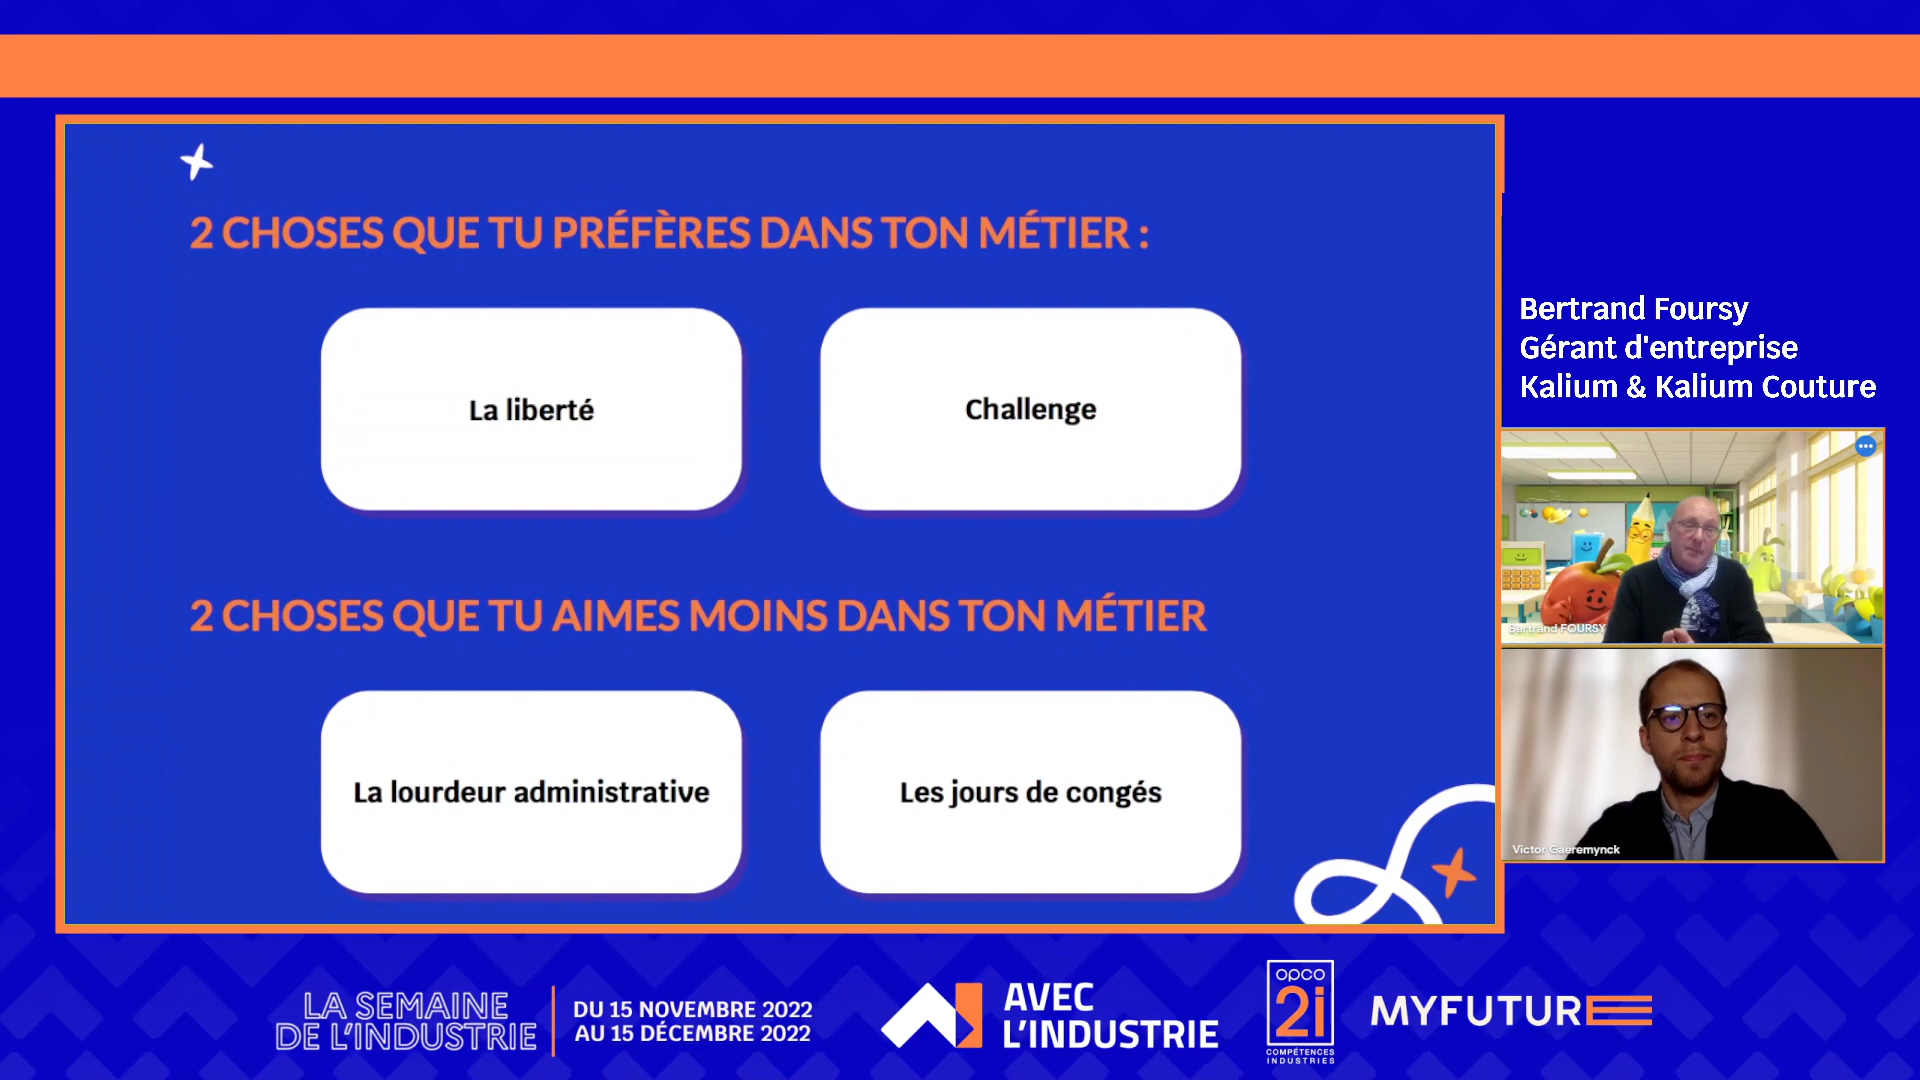 2 CHOSES QUE TU PRÉFÈRES DANS TON MÉTIER :
La liberté
Challenge
2 CHOSES QUE TU AIMES MOINS DANS TON MÉTIER
La lourdeur administrative
Les jours de congés
Bertrand Foursy
Gérant d'entreprise
Kalium & Kalium Couture
Bertrand FOURSY
Victor Gaeremynck
LA SEMAINE
DE L'INDUSTRIE
DU 15 NOVEMBRE 2022
AU 15 DÉCEMBRE 2022
AVEC
L'INDUSTRIE
opco
2i
COMPÉTENCES
INDUSTRIES
MYFUTURE